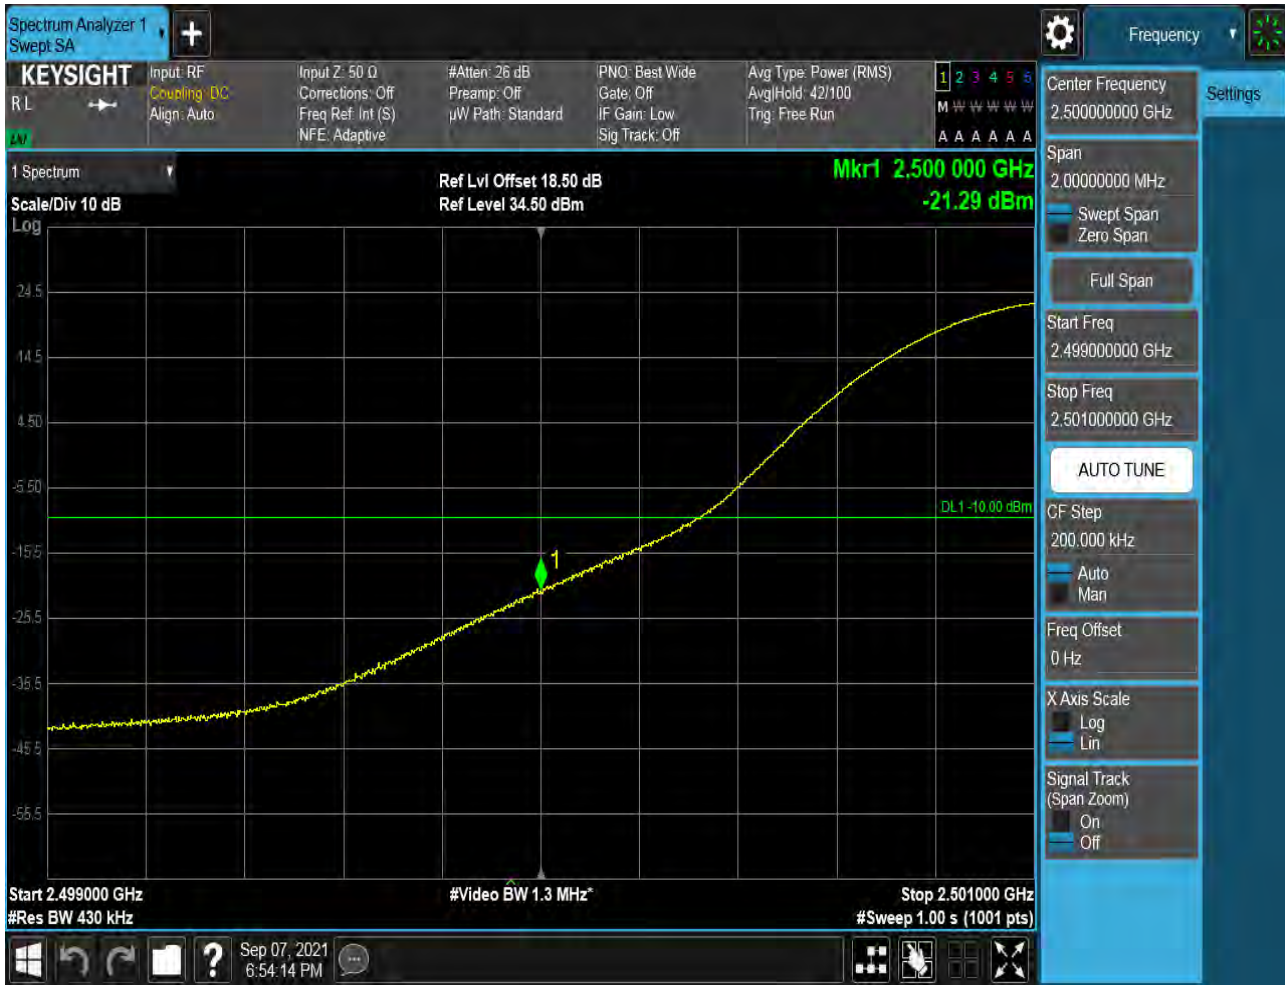 Spectrum Analyzer 1
Swept SA
+
Frequency
KEYSIGHT
R L
LNI
Input: RF
Coupling: DC
Align: Auto
Input Z: 50 Ω
Corrections: Off
Freq Ref: Int (S)
NFE: Adaptive
#Atten: 26 dB
Preamp: Off
µW Path: Standard
PNO: Best Wide
Gate: Off
IF Gain: Low
Sig Track: Off
Avg Type: Power (RMS)
Avg|Hold: 42/100
Trig: Free Run
1 2 3 4 5 6
M W W W W W
A A A A A A
1 Spectrum
Scale/Div 10 dB
Log
Ref Lvl Offset 18.50 dB
Ref Level 34.50 dBm
Mkr1 2.500 000 GHz
-21.29 dBm
24.5
14.5
4.50
-5.50
-15.5
-25.5
-35.5
-45.5
-55.5
DL1 -10.00 dBm
1
Start 2.499000 GHz
#Res BW 430 kHz
#Video BW 1.3 MHz*
Stop 2.501000 GHz
#Sweep 1.00 s (1001 pts)
Center Frequency
2.500000000 GHz
Settings
Span
2.00000000 MHz
Swept Span
Zero Span
Full Span
Start Freq
2.499000000 GHz
Stop Freq
2.501000000 GHz
AUTO TUNE
CF Step
200.000 kHz
Auto
Man
Freq Offset
0 Hz
X Axis Scale
Log
Lin
Signal Track
(Span Zoom)
On
Off
?
Sep 07, 2021
6:54:14 PM